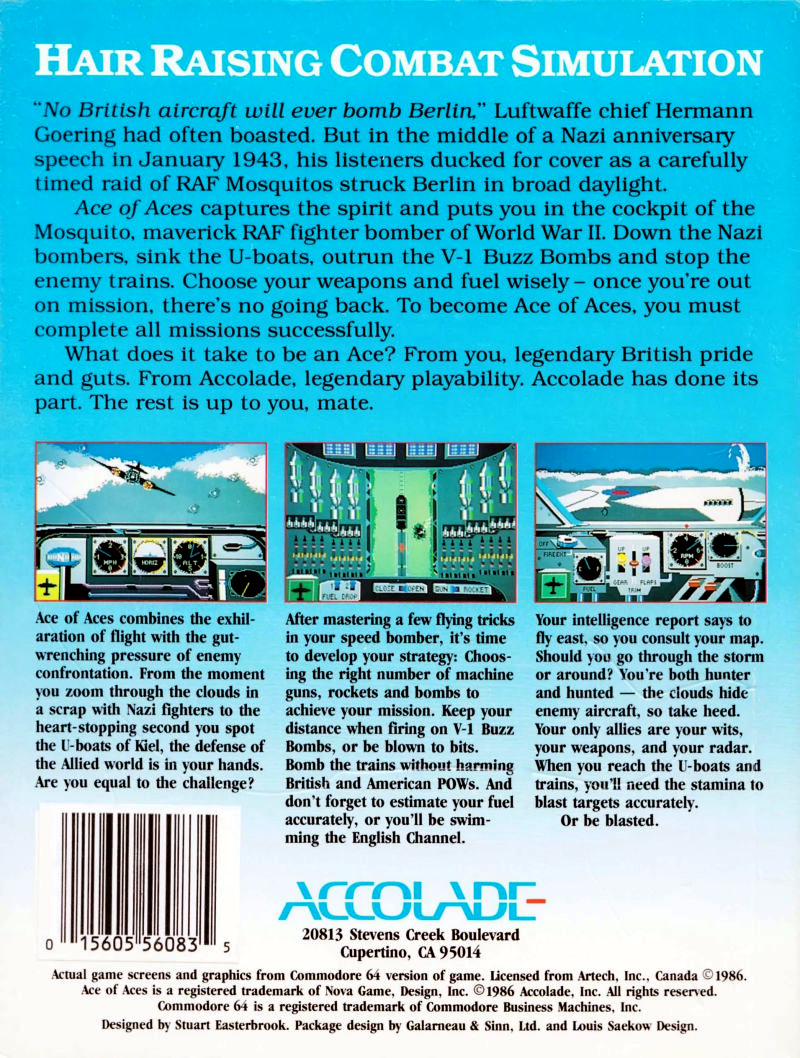 HAIR RAISING COMBAT SIMULATION
“No British aircraft will ever bomb Berlin,” Luftwaffe chief Hermann
Goering had often boasted. But in the middle of a Nazi anniversary
speech in January 1943, his listeners ducked for cover as a carefully
timed raid of RAF Mosquitos struck Berlin in broad daylight.
Ace of Aces captures the spirit and puts you in the cockpit of the
Mosquito, maverick RAF fighter bomber of World War II. Down the Nazi
bombers, sink the U-boats, outrun the V-1 Buzz Bombs and stop the
enemy trains. Choose your weapons and fuel wisely – once you're out
on mission, there's no going back. To become Ace of Aces, you must
complete all missions successfully.
What does it take to be an Ace? From you, legendary British pride
and guts. From Accolade, legendary playability. Accolade has done its
part. The rest is up to you, mate.
MPH
HORIZ
ALT
FUEL DROP
CLOSE
OPEN
GUN
ROCKET
OFF
FIREEXT
FUEL
UP
UP
GEAR
FLAPS
TRIM
RPM
BOOST
Ace of Aces combines the exhil-
aration of flight with the gut-
wrenching pressure of enemy
confrontation. From the moment
you zoom through the clouds in
a scrap with Nazi fighters to the
heart-stopping second you spot
the U-boats of Kiel, the defense of
the Allied world is in your hands.
Are you equal to the challenge?
After mastering a few flying tricks
in your speed bomber, it's time
to develop your strategy: Choos-
ing the right number of machine
guns, rockets and bombs to
achieve your mission. Keep your
distance when firing on V-1 Buzz
Bombs, or be blown to bits.
Bomb the trains without harming
British and American POWs. And
don't forget to estimate your fuel
accurately, or you'll be swim-
ming the English Channel.
Your intelligence report says to
fly east, so you consult your map.
Should you go through the storm
or around? You're both hunter
and hunted — the clouds hide
enemy aircraft, so take heed.
Your only allies are your wits,
your weapons, and your radar.
When you reach the U-boats and
trains, you'll need the stamina to
blast targets accurately.
Or be blasted.
0 15605 56083 5
ACCOLADE
20813 Stevens Creek Boulevard
Cupertino, CA 95014
Actual game screens and graphics from Commodore 64 version of game. Licensed from Artech, Inc., Canada ©1986.
Ace of Aces is a registered trademark of Nova Game, Design, Inc. ©1986 Accolade, Inc. All rights reserved.
Commodore 64 is a registered trademark of Commodore Business Machines, Inc.
Designed by Stuart Easterbrook. Package design by Galarneau & Sinn, Ltd. and Louis Saekow Design.